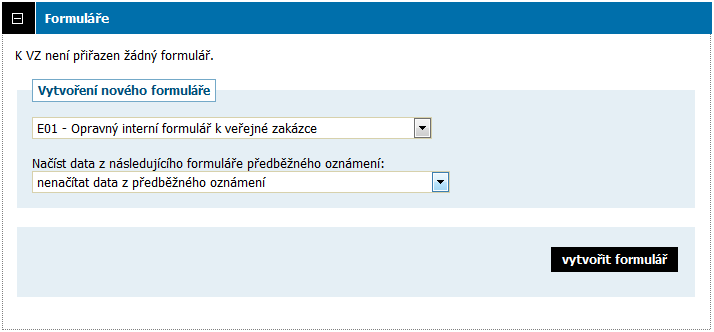 Formuláře
K VZ není přiřazen žádný formulář.
Vytvoření nového formuláře
E01 - Opravný interní formulář k veřejné zakázce
Načíst data z následujícího formuláře předběžného oznámení:
nenačítat data z předběžného oznámení
vytvořit formulář